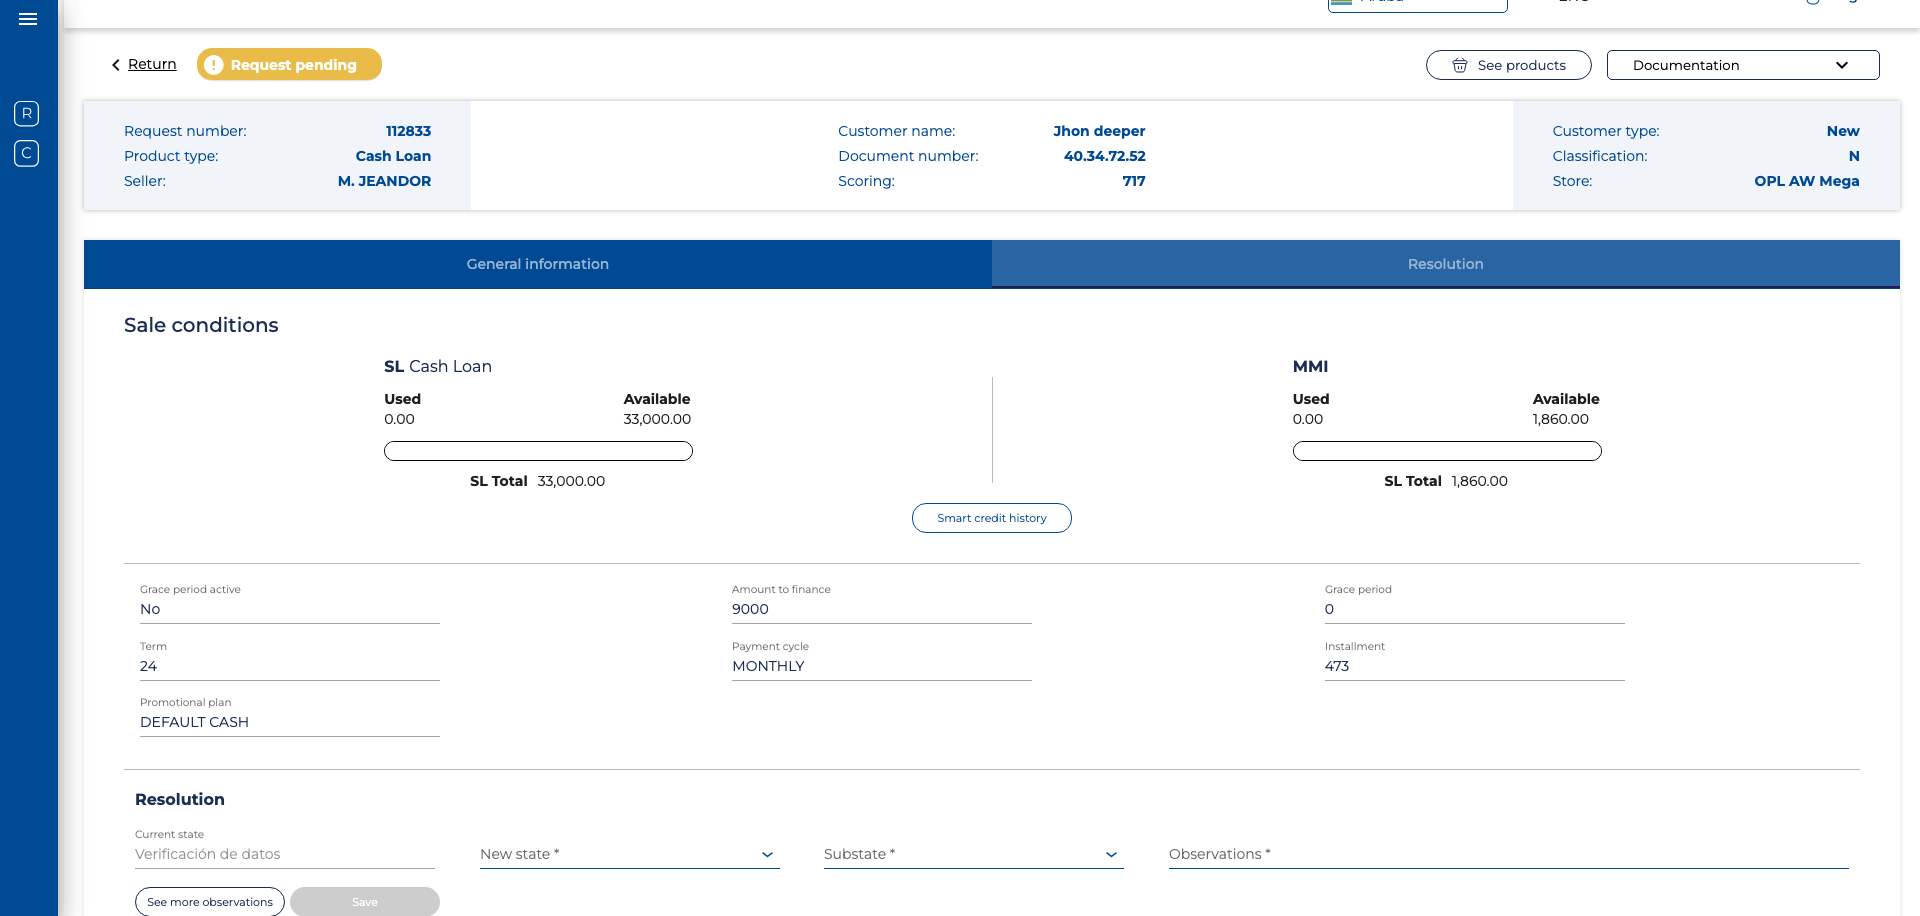 Return
Request pending
See products
Documentation
R
C
Request number: 112833
Product type: Cash Loan
Seller: M. JEANDOR
Customer name: Jhon deeper
Document number: 40.34.72.52
Scoring: 717
Customer type: New
Classification: N
Store: OPL AW Mega
General information
Resolution
Sale conditions
SL Cash Loan
Used Available
0.00 33,000.00
SL Total 33,000.00
MMI
Used Available
0.00 1,860.00
SL Total 1,860.00
Smart credit history
Grace period active
No
Amount to finance
9000
Grace period
0
Term
24
Payment cycle
MONTHLY
Installment
473
Promotional plan
DEFAULT CASH
Resolution
Current state
Verificación de datos
New state *
Substate *
Observations *
See more observations
Save